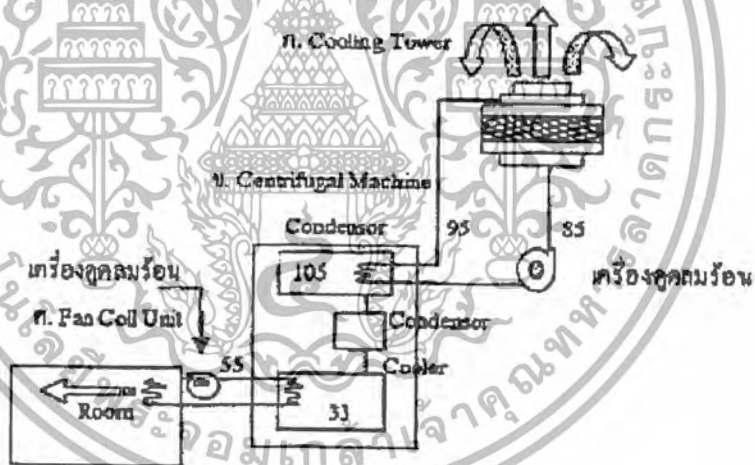 ก. Cooling Tower
ข. Centrifugal Machine
Condensor
95
85
105
เครื่องดูดลมร้อน
เครื่องดูดลมร้อน
ค. Fan Coil Unit
Condensor
55
Cooler
Room
33